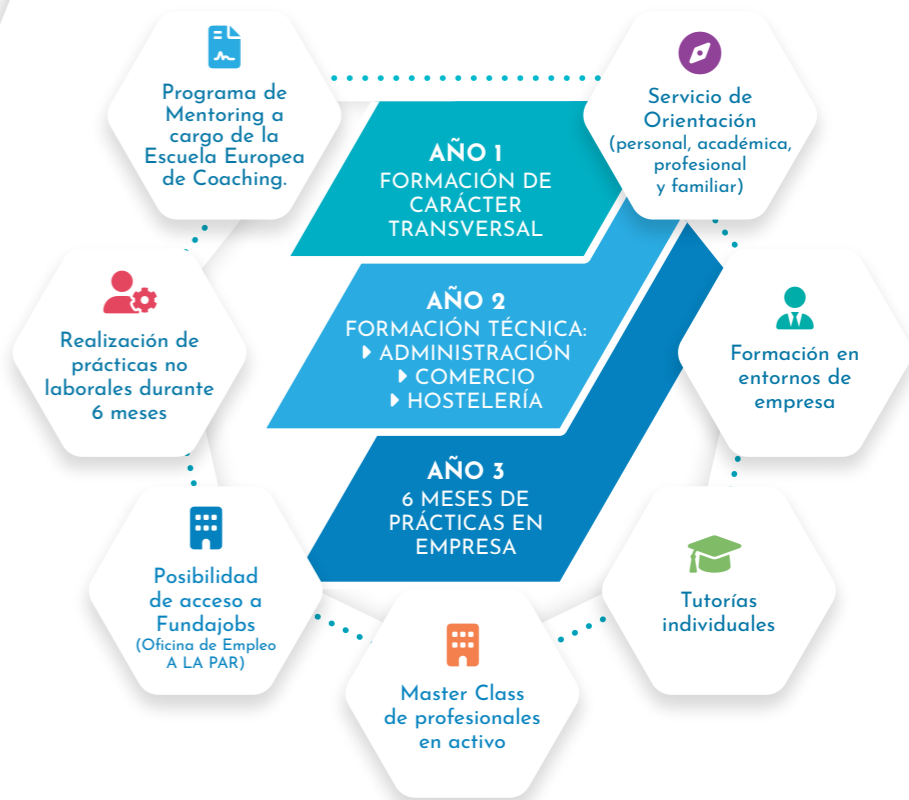 Programa de
Mentoring a
cargo de la
Escuela Europea
de Coaching.
Servicio de
Orientación
(personal, académica,
profesional
y familiar)
AÑO 1
FORMACIÓN DE
CARÁCTER
TRANSVERSAL
AÑO 2
FORMACIÓN TÉCNICA:
ADMINISTRACIÓN
COMERCIO
HOSTELERÍA
AÑO 3
6 MESES DE
PRÁCTICAS EN
EMPRESA
Realización de
prácticas no
laborales durante
6 meses
Formación en
entornos de
empresa
Posibilidad
de acceso a
Fundajobs
(Oficina de Empleo
A LA PAR)
Tutorías
individuales
Master Class
de profesionales
en activo